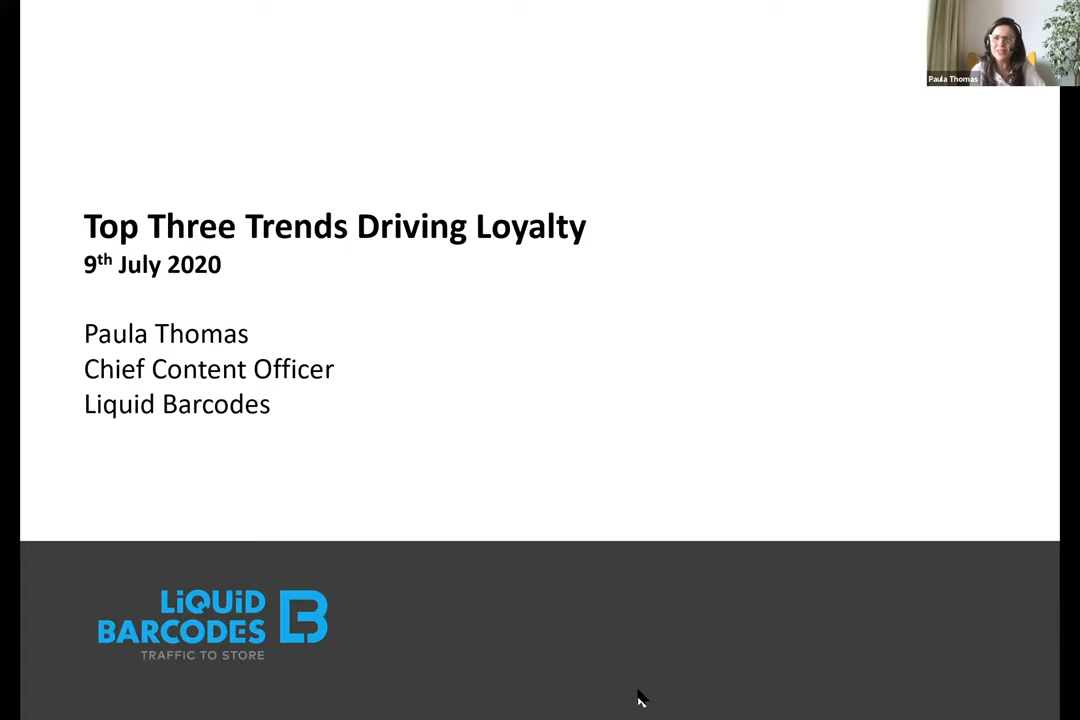 Paula Thomas
Top Three Trends Driving Loyalty
9th July 2020
Paula Thomas
Chief Content Officer
Liquid Barcodes
LiQUiD
BARCODES
TRAFFIC TO STORE